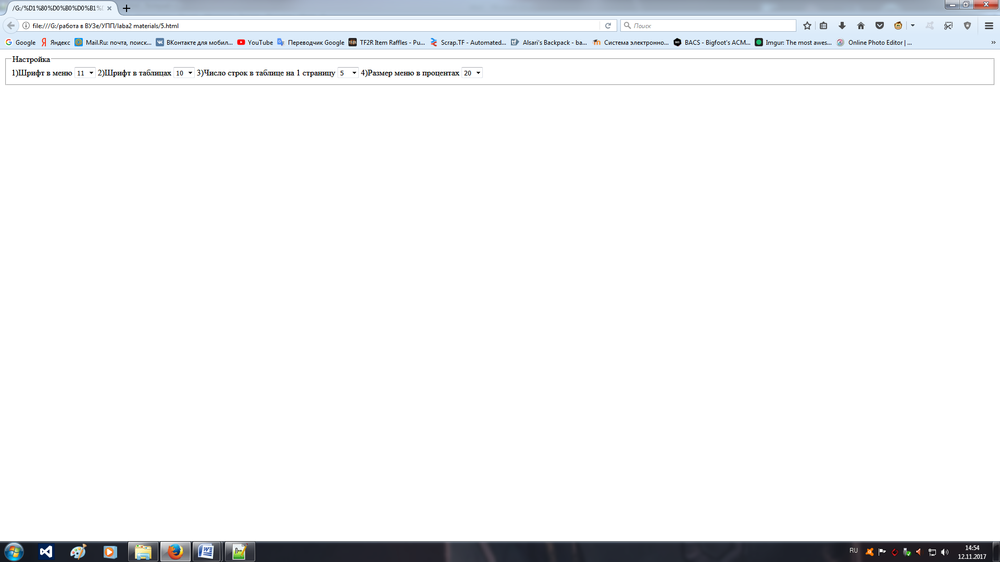 /G:/%D1%80%D0%B0%D0%B1%D
file:///G:/работа в ВУЗе/УПП/laba2 materials/5.html
Поиск
Google Яндекс Mail.Ru: почта, поиск... ВКонтакте для мобил... YouTube Переводчик Google TF2R Item Raffles - Pu... Scrap.TF - Automated... Alsari's Backpack - ba... Система электронно... BACS - Bigfoot's ACM... Imgur: The most awes... Online Photo Editor | ... »
Настройка
1)Шрифт в меню 11 2)Шрифт в таблицах 10 3)Число строк в таблице на 1 страницу 5 4)Размер меню в процентах 20
RU
14:54
12.11.2017